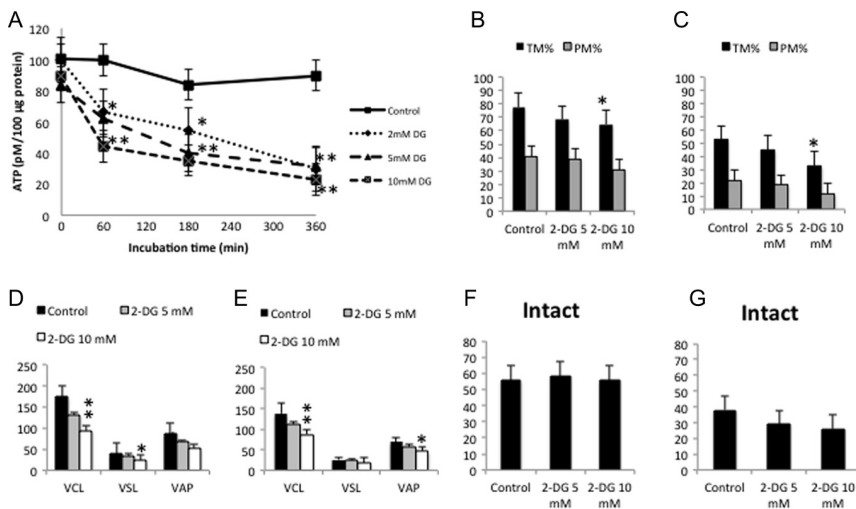 A
120
100
80
60
40
20
0
ATP (pM/100 µg protein)
0 60 120 180 240 300 360
Incubation time (min)
*
**
*
**
**
**
Control
2mM DG
5mM DG
10mM DG
B
TM% PM%
90
80
70
60
50
40
30
20
10
0
*
Control 2-DG 5 mM 2-DG 10 mM
C
TM% PM%
100
90
80
70
60
50
40
30
20
10
0
*
Control 2-DG 5 mM 2-DG 10 mM
D
Control 2-DG 5 mM
2-DG 10 mM
250
200
150
100
50
0
**
*
VCL VSL VAP
E
Control 2-DG 5 mM
2-DG 10 mM
250
200
150
100
50
0
**
*
VCL VSL VAP
F
Intact
80
70
60
50
40
30
20
10
0
Control 2-DG 5 mM 2-DG 10 mM
G
Intact
80
70
60
50
40
30
20
10
0
Control 2-DG 5 mM 2-DG 10 mM